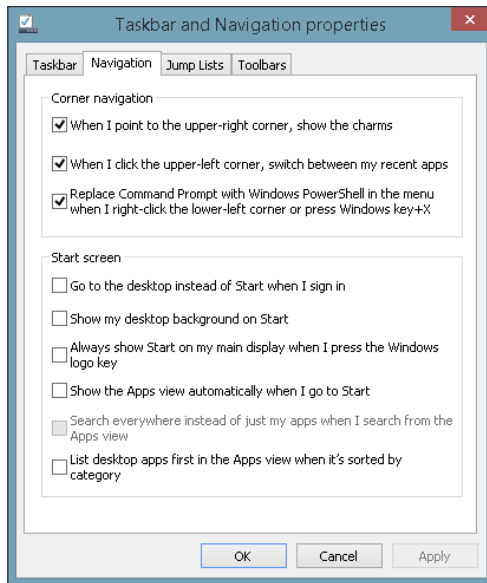 Taskbar and Navigation properties
Taskbar
Navigation
Jump Lists
Toolbars
Corner navigation
When I point to the upper-right corner, show the charms
When I click the upper-left corner, switch between my recent apps
Replace Command Prompt with Windows PowerShell in the menu
when I right-click the lower-left corner or press Windows key+X
Start screen
Go to the desktop instead of Start when I sign in
Show my desktop background on Start
Always show Start on my main display when I press the Windows
logo key
Show the Apps view automatically when I go to Start
Search everywhere instead of just my apps when I search from the
Apps view
List desktop apps first in the Apps view when it's sorted by
category
OK
Cancel
Apply